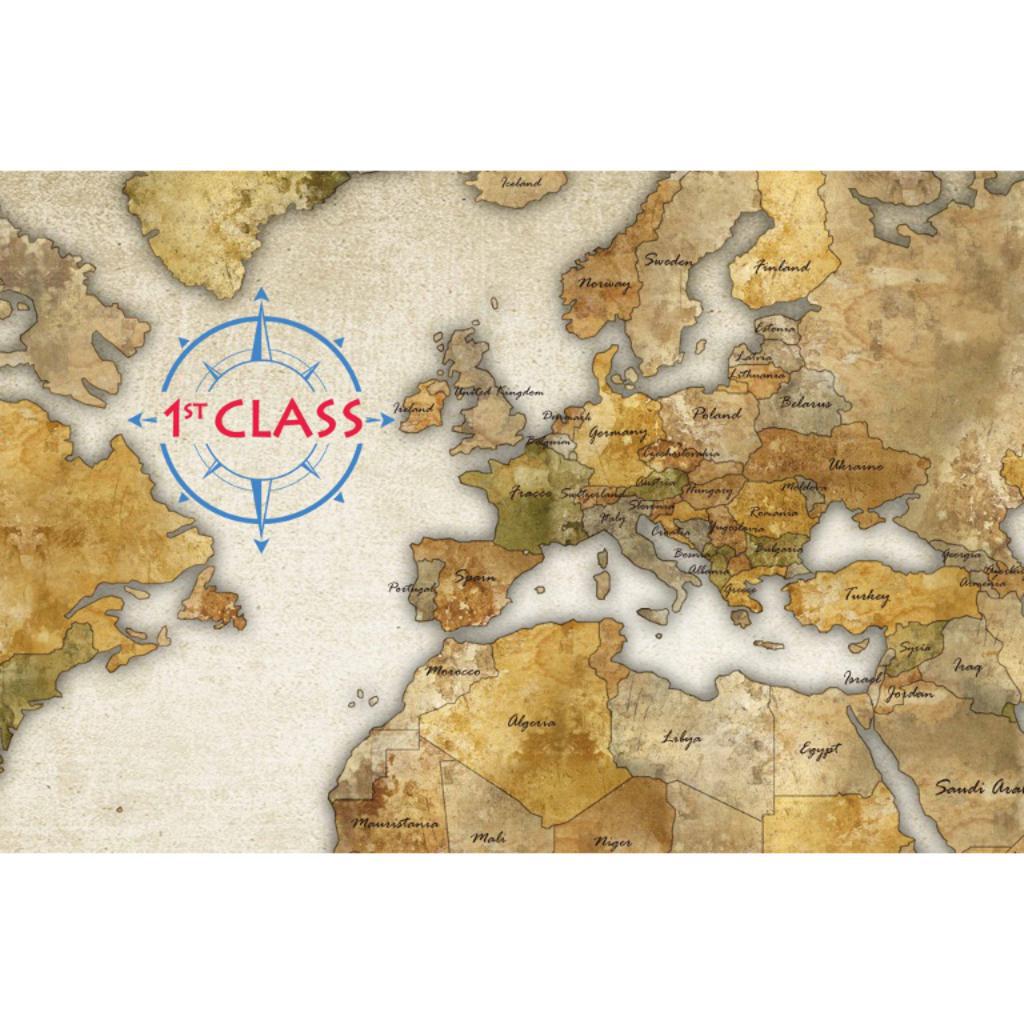 Iceland
Sweden
Finland
Norway
Estonia
Latvia
Lithuania
United Kingdom
Belarus
1ST CLASS
Ireland
Denmark
Poland
Germany
Belgium
Czechoslovakia
Ukraine
Austria
France
Switzerland
Hungary
Moldova
Slovenia
Romania
Italy
Yugoslavia
Croatia
Bulgaria
Bosnia
Georgia
Albania
Armenia
Spain
Portugal
Greece
Turkey
Syria
Morocco
Iraq
Israel
Jordan
Algeria
Libya
Egypt
Saudi Ara
Mauristania
Mali
Niger